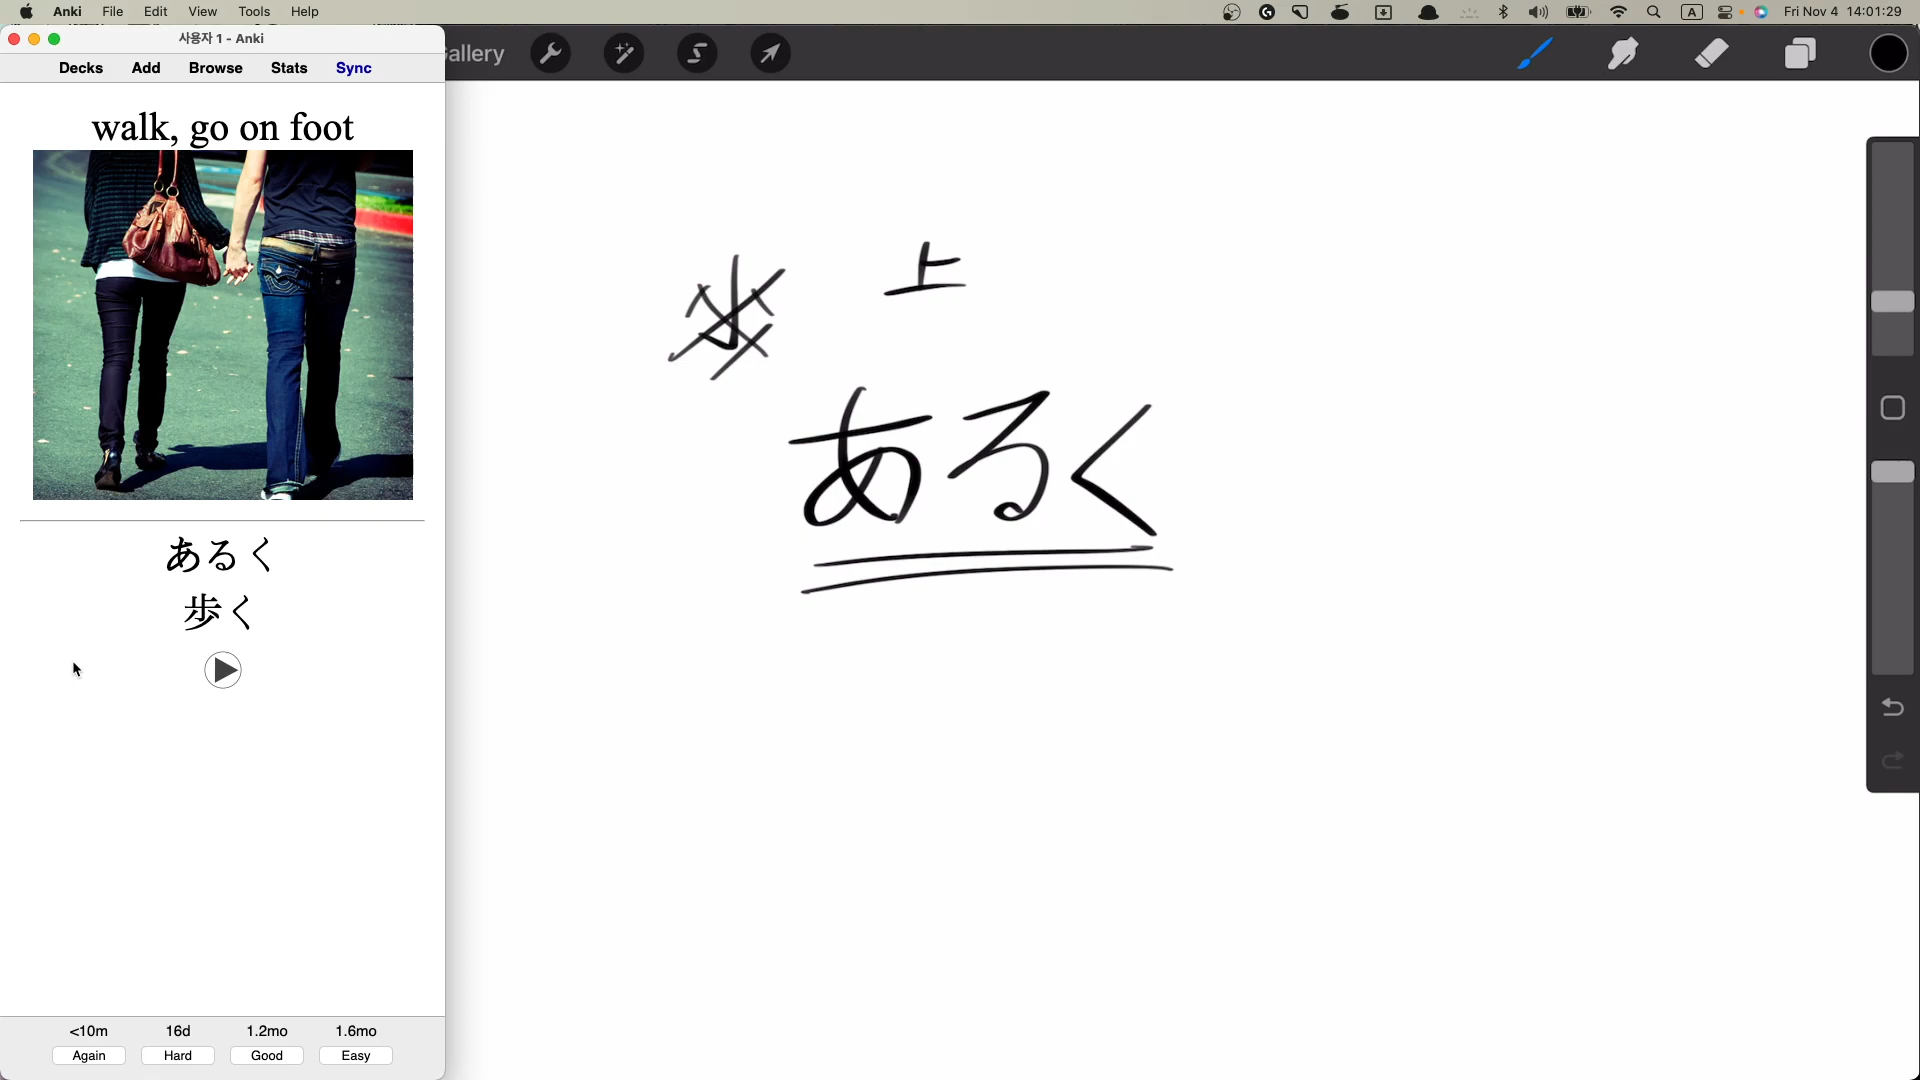 Anki File Edit View Tools Help
A
Fri Nov 4 14:01:29
사용자 1 - Anki
Decks Add Browse Stats Sync
allery
walk, go on foot
あるく
歩く
上
あるく
<10m 16d 1.2mo 1.6mo
Again Hard Good Easy